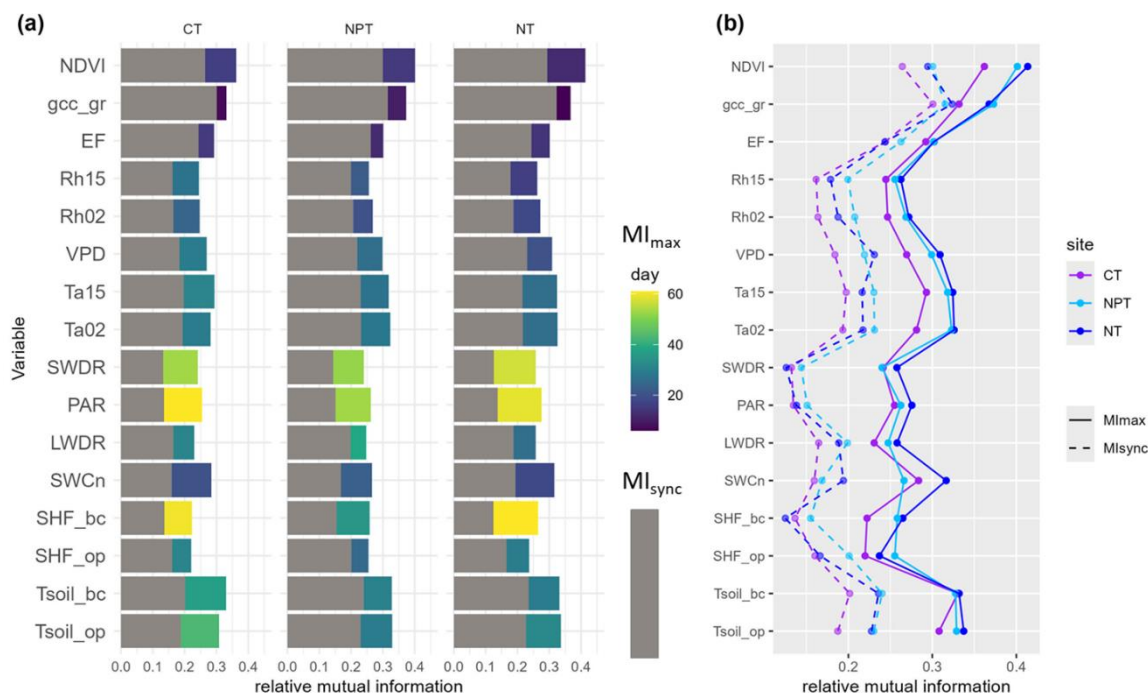 (a)
CT NPT NT
Variable
NDVI
gcc_gr
EF
Rh15
Rh02
VPD
Ta15
Ta02
SWDR
PAR
LWDR
SWCn
SHF_bc
SHF_op
Tsoil_bc
Tsoil_op
0.0 0.1 0.2 0.3 0.4 0.0 0.1 0.2 0.3 0.4 0.0 0.1 0.2 0.3 0.4
relative mutual information
MImax
day
60
40
20
MIsync
(b)
NDVI
gcc_gr
EF
Rh15
Rh02
VPD
Ta15
Ta02
SWDR
PAR
LWDR
SWCn
SHF_bc
SHF_op
Tsoil_bc
Tsoil_op
0.2 0.3 0.4
relative mutual information
site
CT
NPT
NT
MImax
MIsync